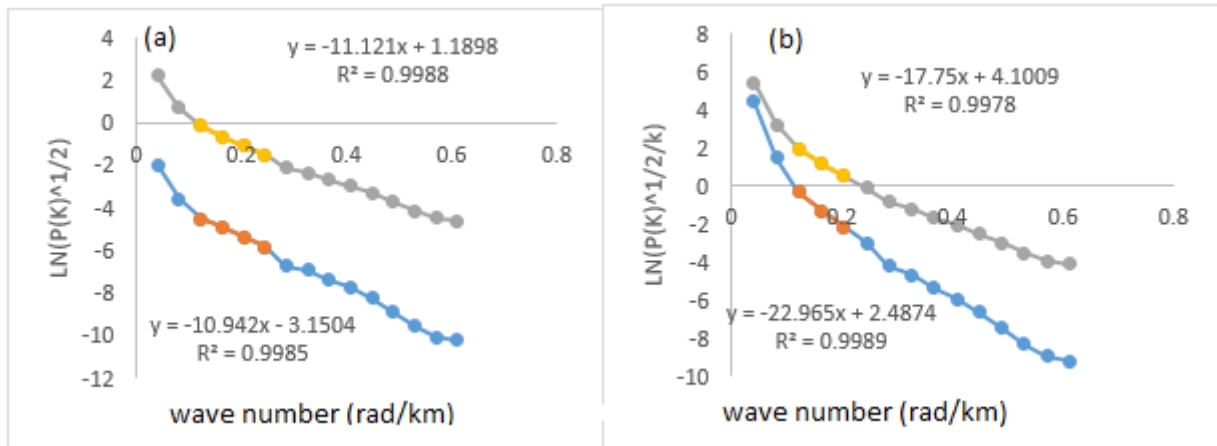 (a)
y = -11.121x + 1.1898
R² = 0.9988
4
2
0
-2
-4
-6
-8
-10
-12
0
0.2
0.4
0.6
0.8
LN(P(K)^1/2)
y = -10.942x - 3.1504
R² = 0.9985
wave number (rad/km)
(b)
y = -17.75x + 4.1009
R² = 0.9978
8
6
4
2
0
-2
-4
-6
-8
-10
0
0.2
0.4
0.6
0.8
LN(P(K)^1/2/k)
y = -22.965x + 2.4874
R² = 0.9989
wave number (rad/km)